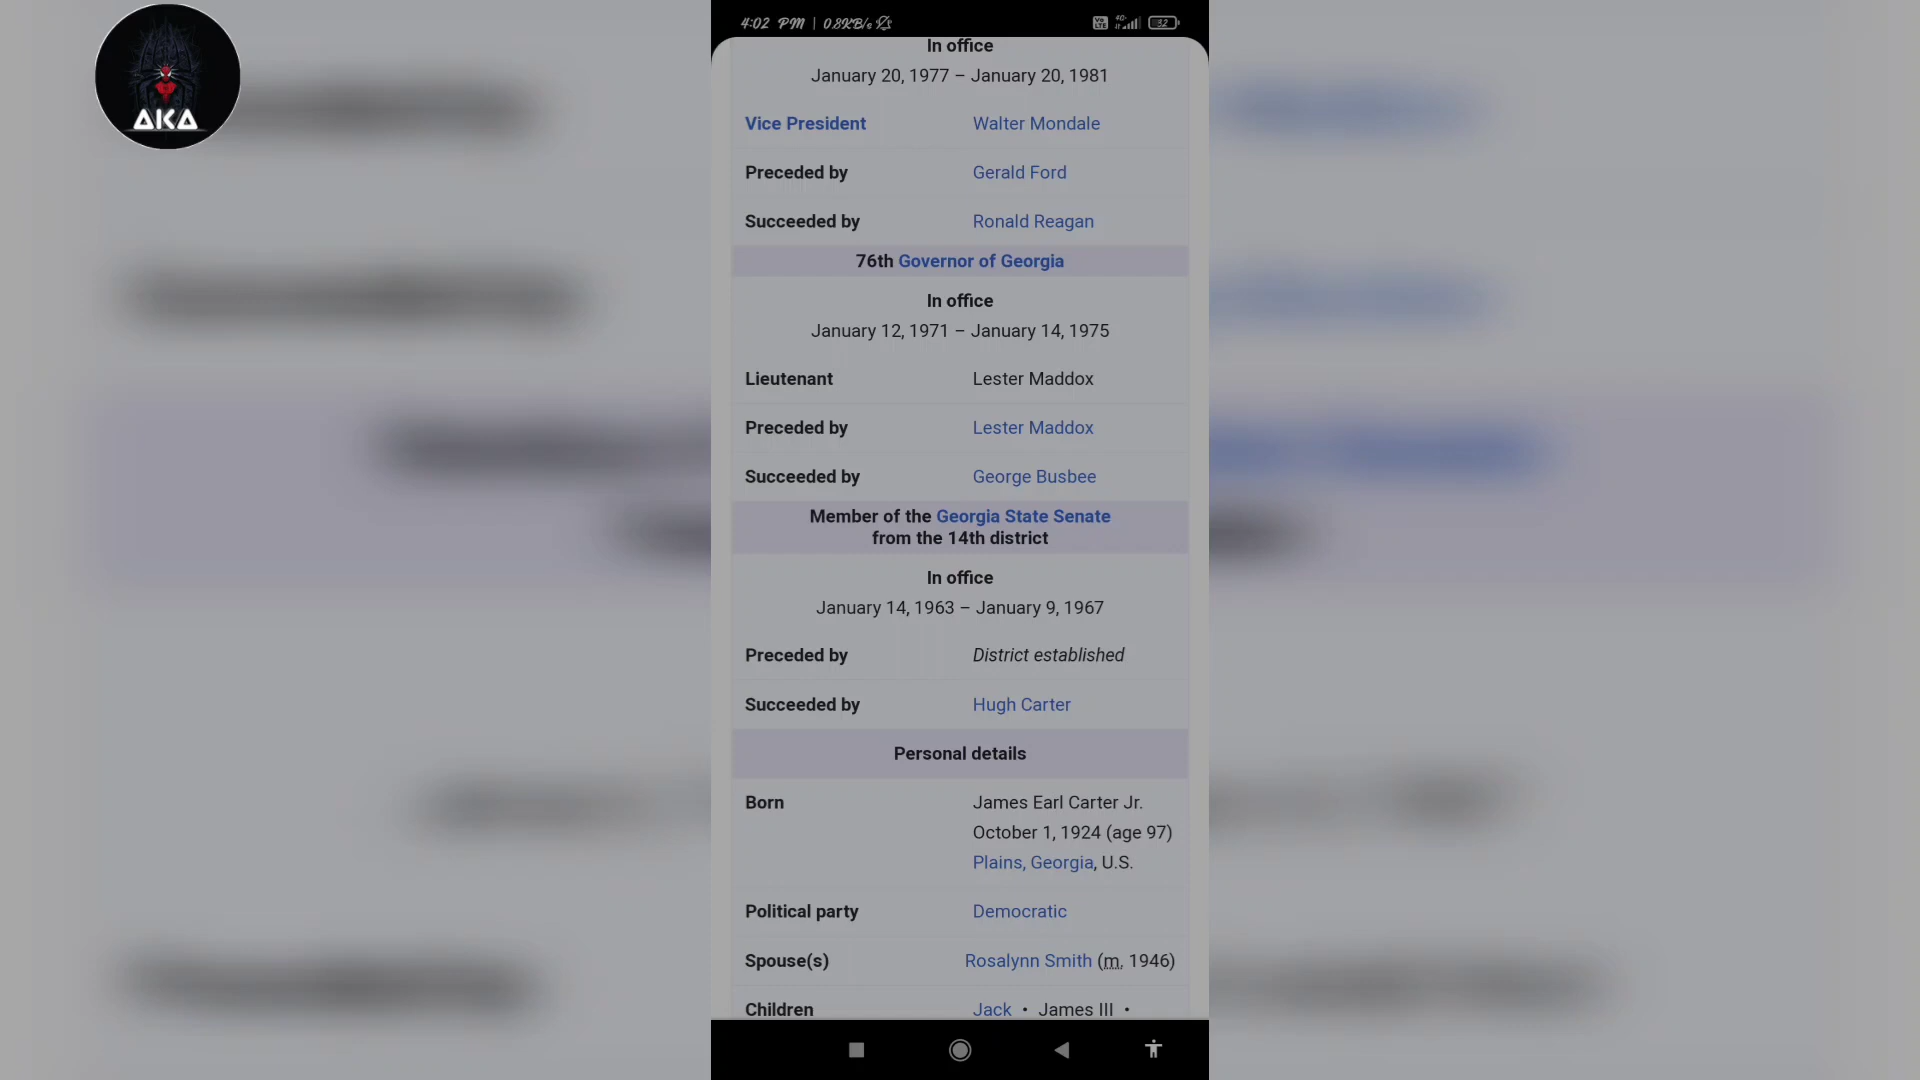 AKA
4:02 PM | 0.8KB/s
Vo LTE 4G 32
In office
January 20, 1977 – January 20, 1981
Vice President Walter Mondale
Preceded by Gerald Ford
Succeeded by Ronald Reagan
76th Governor of Georgia
In office
January 12, 1971 – January 14, 1975
Lieutenant Lester Maddox
Preceded by Lester Maddox
Succeeded by George Busbee
Member of the Georgia State Senate
from the 14th district
In office
January 14, 1963 – January 9, 1967
Preceded by District established
Succeeded by Hugh Carter
Personal details
Born James Earl Carter Jr.
October 1, 1924 (age 97)
Plains, Georgia, U.S.
Political party Democratic
Spouse(s) Rosalynn Smith (m. 1946)
Children Jack • James III •